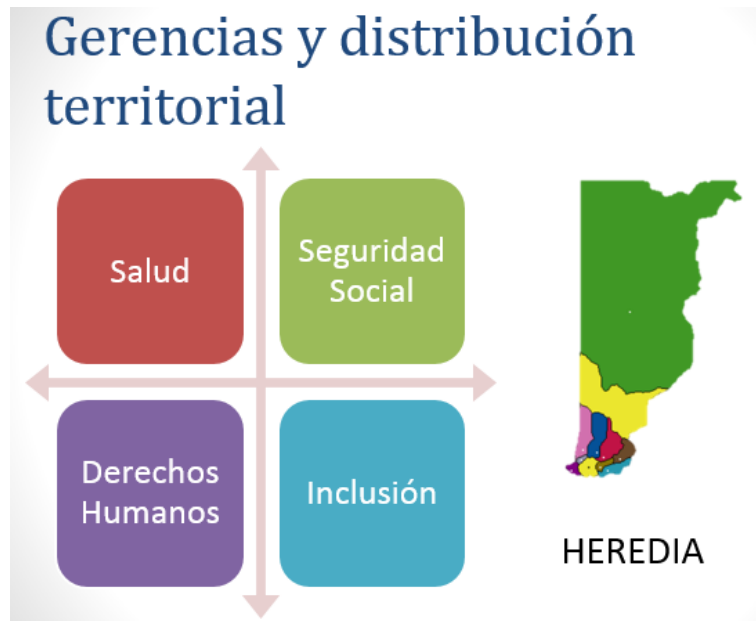 Gerencias y distribución
territorial
Salud
Seguridad
Social
Derechos
Humanos
Inclusión
HEREDIA